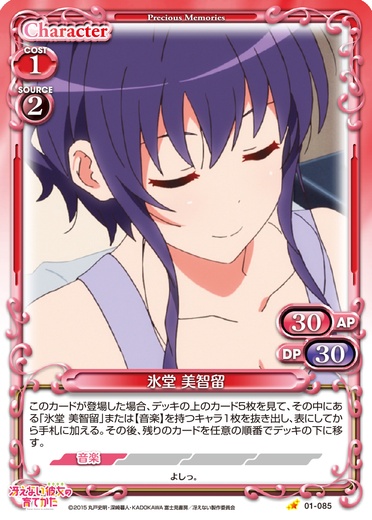 Precious Memories
Character
COST
1
SOURCE
2
30 AP
DP 30
氷堂 美智留
このカードが登場した場合、デッキの上のカード5枚を見て、その中にあ
る「氷堂 美智留」または【音楽】を持つキャラ1枚を抜き出し、表にしてか
ら手札に加える。その後、残りのカードを任意の順番でデッキの下に移
す。
音楽
よしっ。
冴えない彼女の
育てかた
©2015 丸戸史明・深崎暮人・KADOKAWA 富士見書房／冴えない製作委員会
01-085